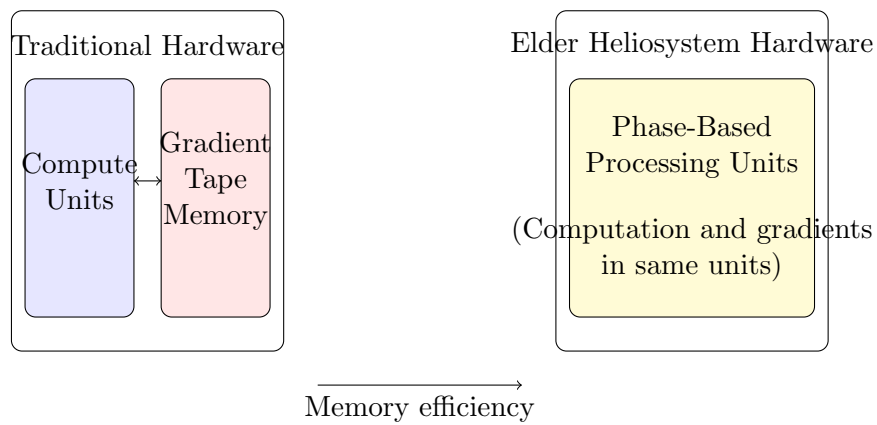 Traditional Hardware
Compute
Units
Gradient
Tape
Memory
Elder Heliosystem Hardware
Phase-Based
Processing Units
(Computation and gradients
in same units)
Memory efficiency